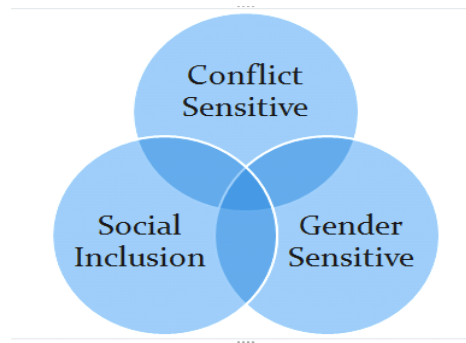 Conflict
Sensitive
Social
Inclusion
Gender
Sensitive